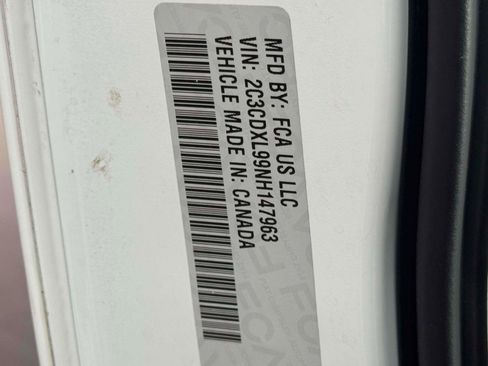 MFD BY: FCA US LLC
VIN: 2C3CDXL99NH147963
VEHICLE MADE IN: CANADA